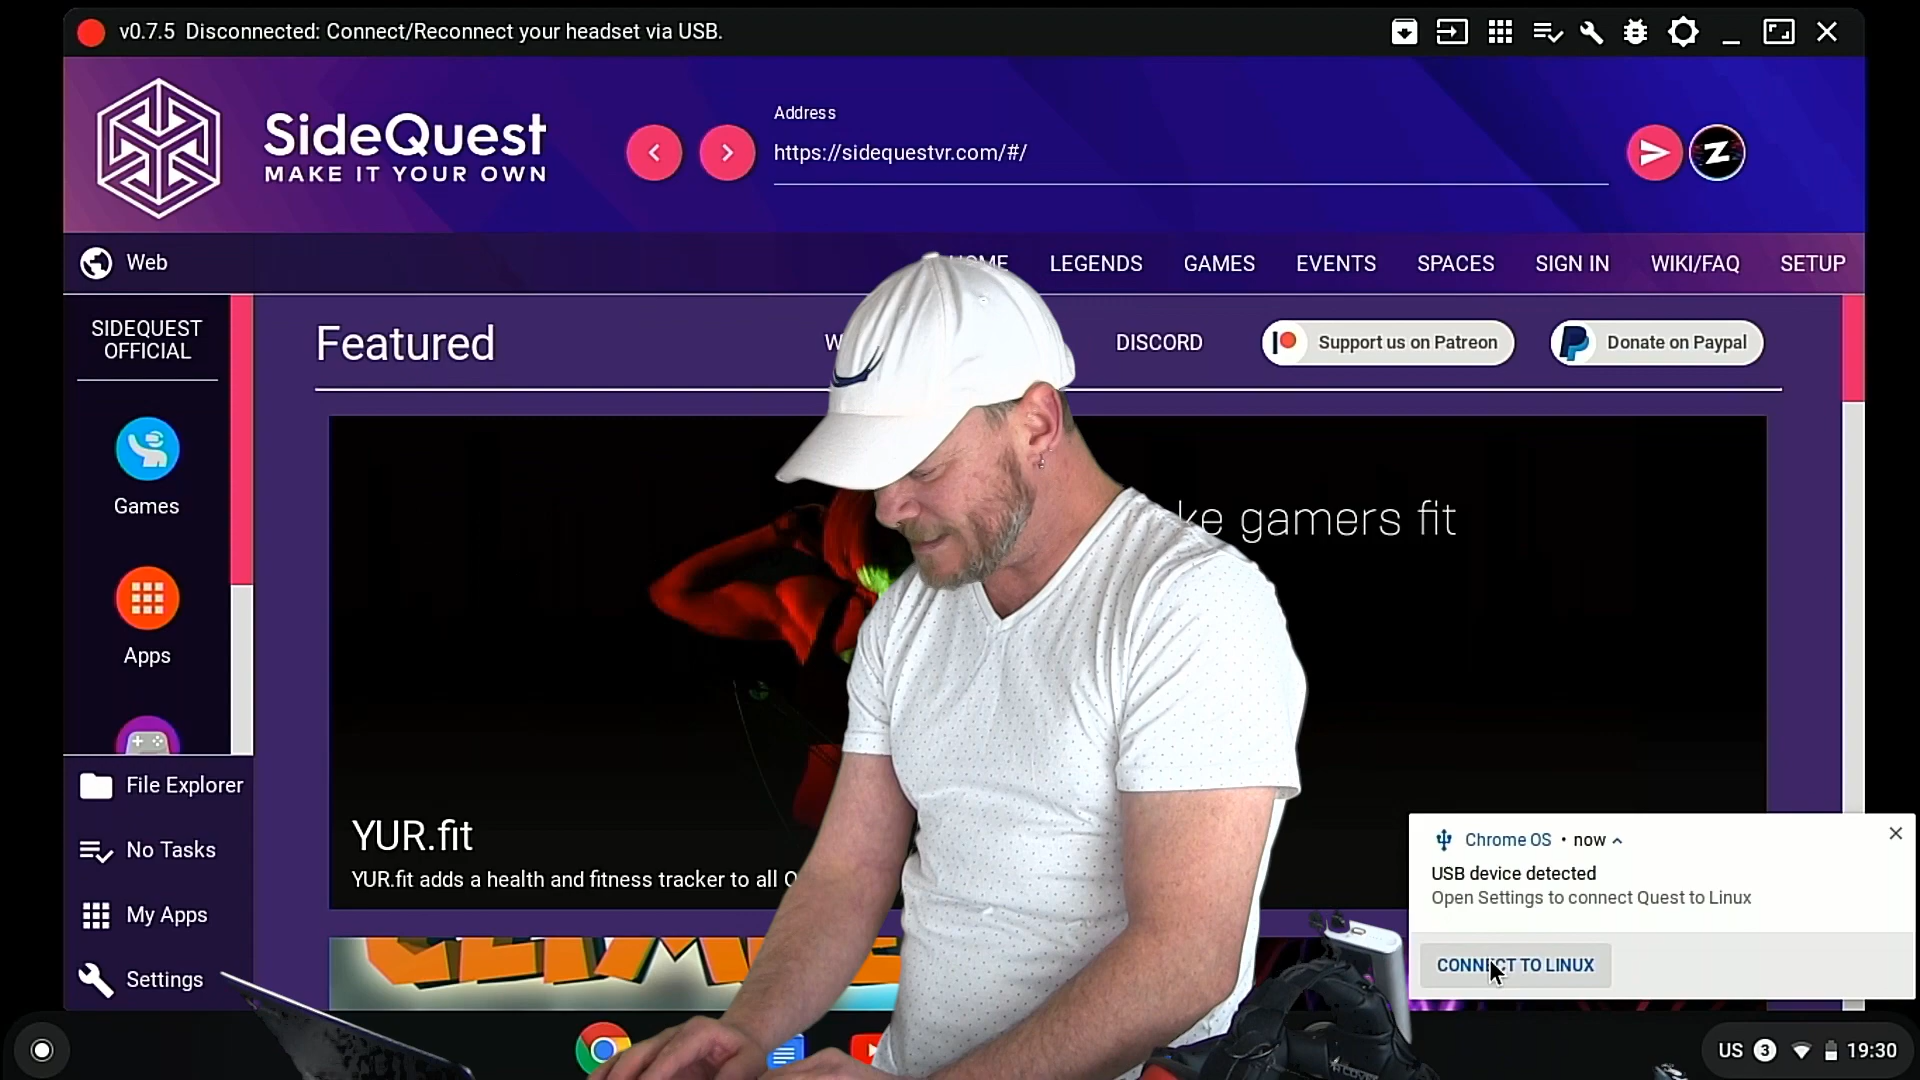 v0.7.5 Disconnected: Connect/Reconnect your headset via USB.
SideQuest
MAKE IT YOUR OWN
Address
https://sidequestvr.com/#/
Web
HOME LEGENDS GAMES EVENTS SPACES SIGN IN WIKI/FAQ SETUP
SIDEQUEST
OFFICIAL
Featured
DISCORD
Support us on Patreon
Donate on Paypal
Games
ke gamers fit
Apps
YUR.fit
YUR.fit adds a health and fitness tracker to all
File Explorer
No Tasks
My Apps
Settings
Chrome OS • now
USB device detected
Open Settings to connect Quest to Linux
CONNECT TO LINUX
US 3 19:30